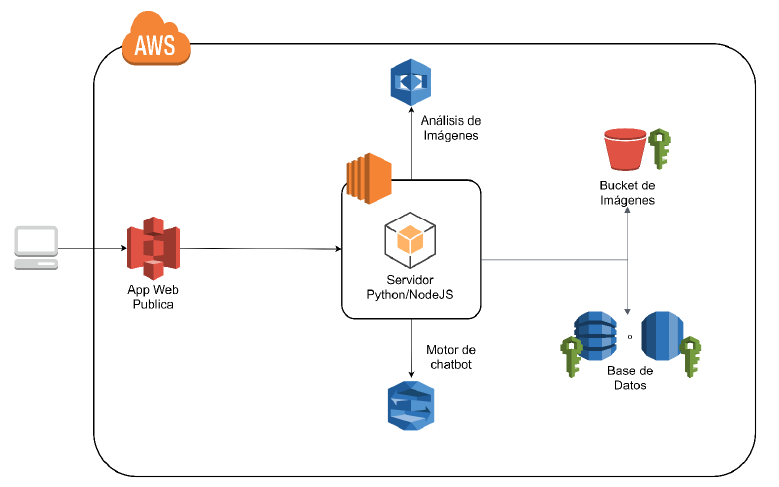 AWS
Análisis de
Imágenes
Bucket de
Imágenes
App Web
Publica
Servidor
Python/NodeJS
Motor de
chatbot
o
Base de
Datos